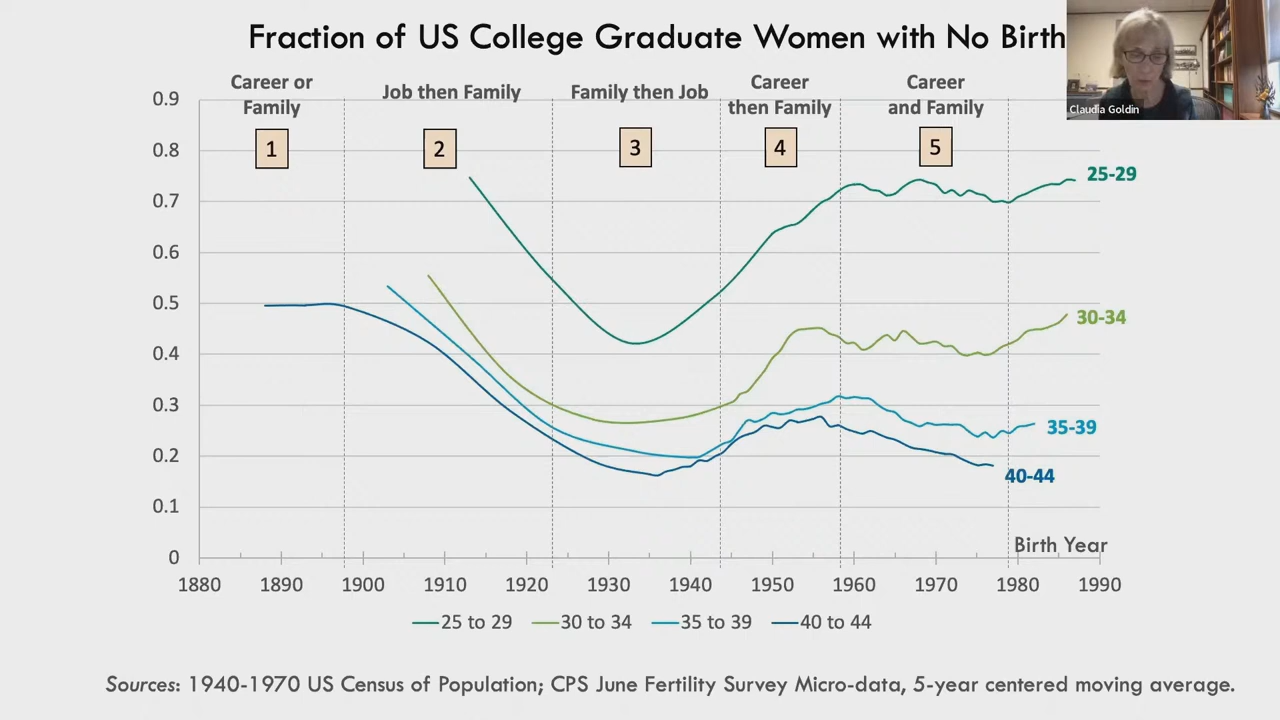 Fraction of US College Graduate Women with No Birth
Claudia Goldin
Career or
Family
Job then Family
Family then Job
Career
then Family
Career
and Family
1
2
3
4
5
0.9
0.8
0.7
0.6
0.5
0.4
0.3
0.2
0.1
0
25-29
30-34
35-39
40-44
Birth Year
1880 1890 1900 1910 1920 1930 1940 1950 1960 1970 1980 1990
25 to 29 30 to 34 35 to 39 40 to 44
Sources: 1940-1970 US Census of Population; CPS June Fertility Survey Micro-data, 5-year centered moving average.